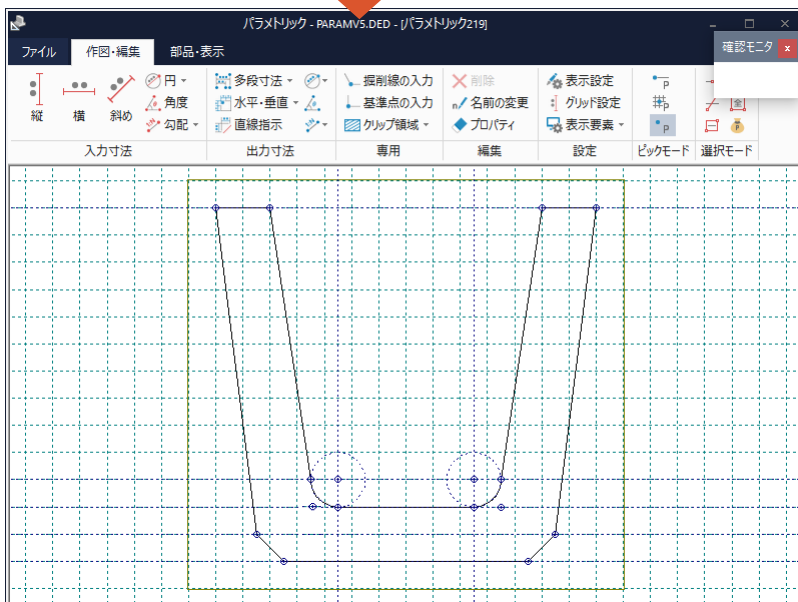 パラメトリック - PARAMV5.DED - [パラメトリック219]
確認モニタ x
ファイル 作図・編集 部品・表示
縦 横 斜め
円
角度
勾配
入力寸法
多段寸法
水平・垂直
直線指示
出力寸法
掘削線の入力
基準点の入力
クリップ領域
専用
削除
名前の変更
プロパティ
編集
表示設定
グリッド設定
表示要素
設定
ピックモード
選択モード